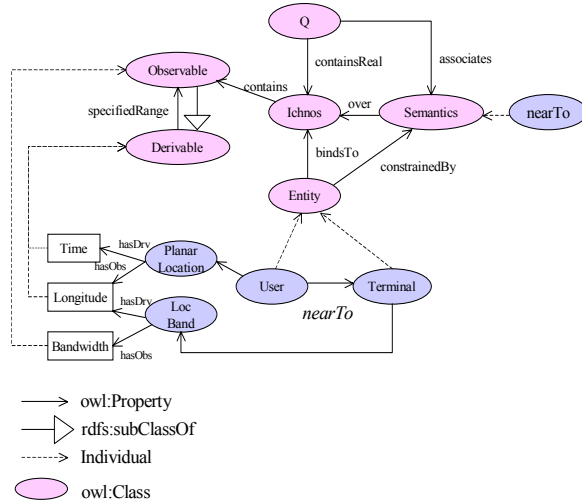 Q
Observable
containsReal
associates
contains
specifiedRange
Ichnos
over
Semantics
nearTo
Derivable
bindsTo
constrainedBy
Entity
Time
hasDrv
Planar
Location
hasObs
User
Terminal
Longitude
hasDrv
Loc
Band
nearTo
Bandwidth
hasObs
owl:Property
rdfs:subClassOf
Individual
owl:Class